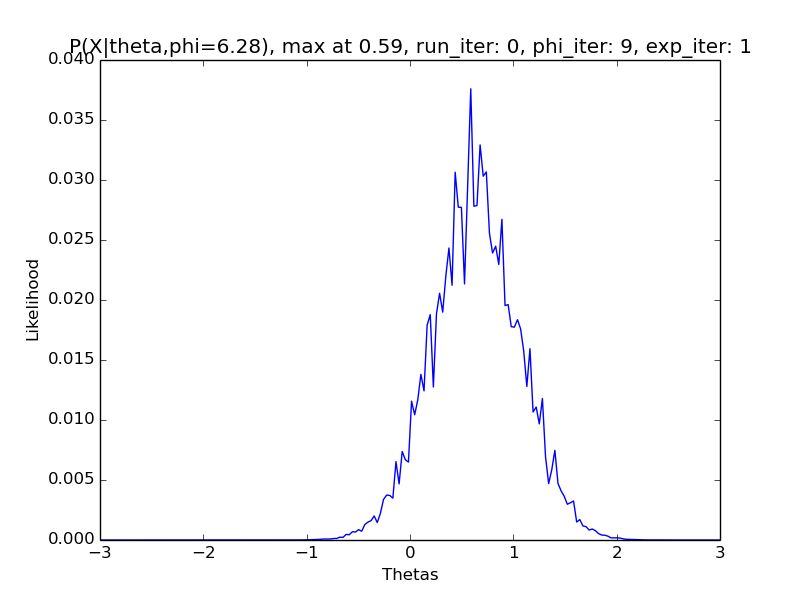 P(X|theta,phi=6.28), max at 0.59, run_iter: 0, phi_iter: 9, exp_iter: 1
0.040
0.035
0.030
0.025
0.020
0.015
0.010
0.005
0.000
Likelihood
−3 −2 −1 0 1 2 3
Thetas